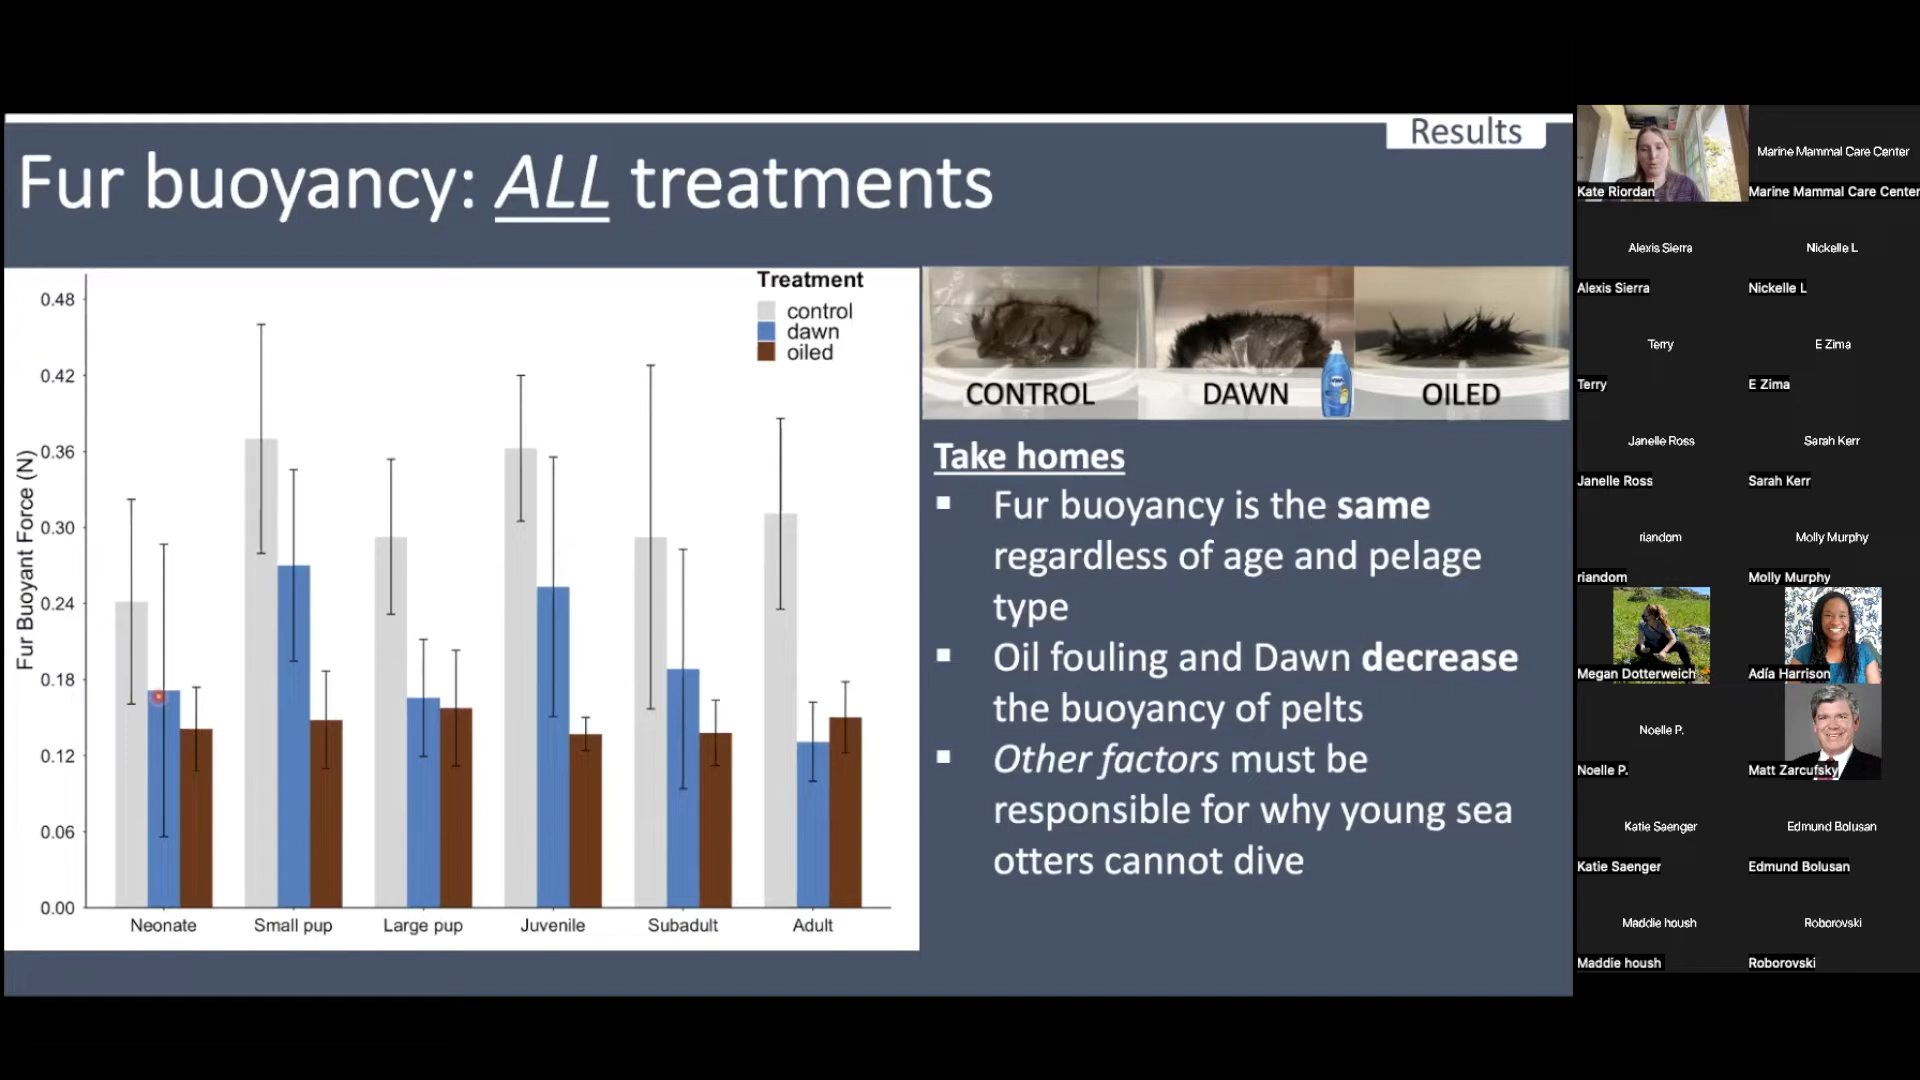 Results
Fur buoyancy: ALL treatments
Treatment
control
dawn
oiled
Fur Buoyant Force (N)
0.48
0.42
0.36
0.30
0.24
0.18
0.12
0.06
0.00
Neonate
Small pup
Large pup
Juvenile
Subadult
Adult
CONTROL
DAWN
OILED
Take homes
▪ Fur buoyancy is the same
regardless of age and pelage
type
▪ Oil fouling and Dawn decrease
the buoyancy of pelts
▪ Other factors must be
responsible for why young sea
otters cannot dive
Kate Riordan
Marine Mammal Care Center
Marine Mammal Care Center
Alexis Sierra
Alexis Sierra
Nickelle L
Nickelle L
Terry
Terry
E Zima
E Zima
Janelle Ross
Janelle Ross
Sarah Kerr
Sarah Kerr
riandom
riandom
Molly Murphy
Molly Murphy
Megan Dotterweich
Adía Harrison
Noelle P.
Noelle P.
Matt Zarcufsky
Katie Saenger
Katie Saenger
Edmund Bolusan
Edmund Bolusan
Maddie housh
Maddie housh
Roborovski
Roborovski